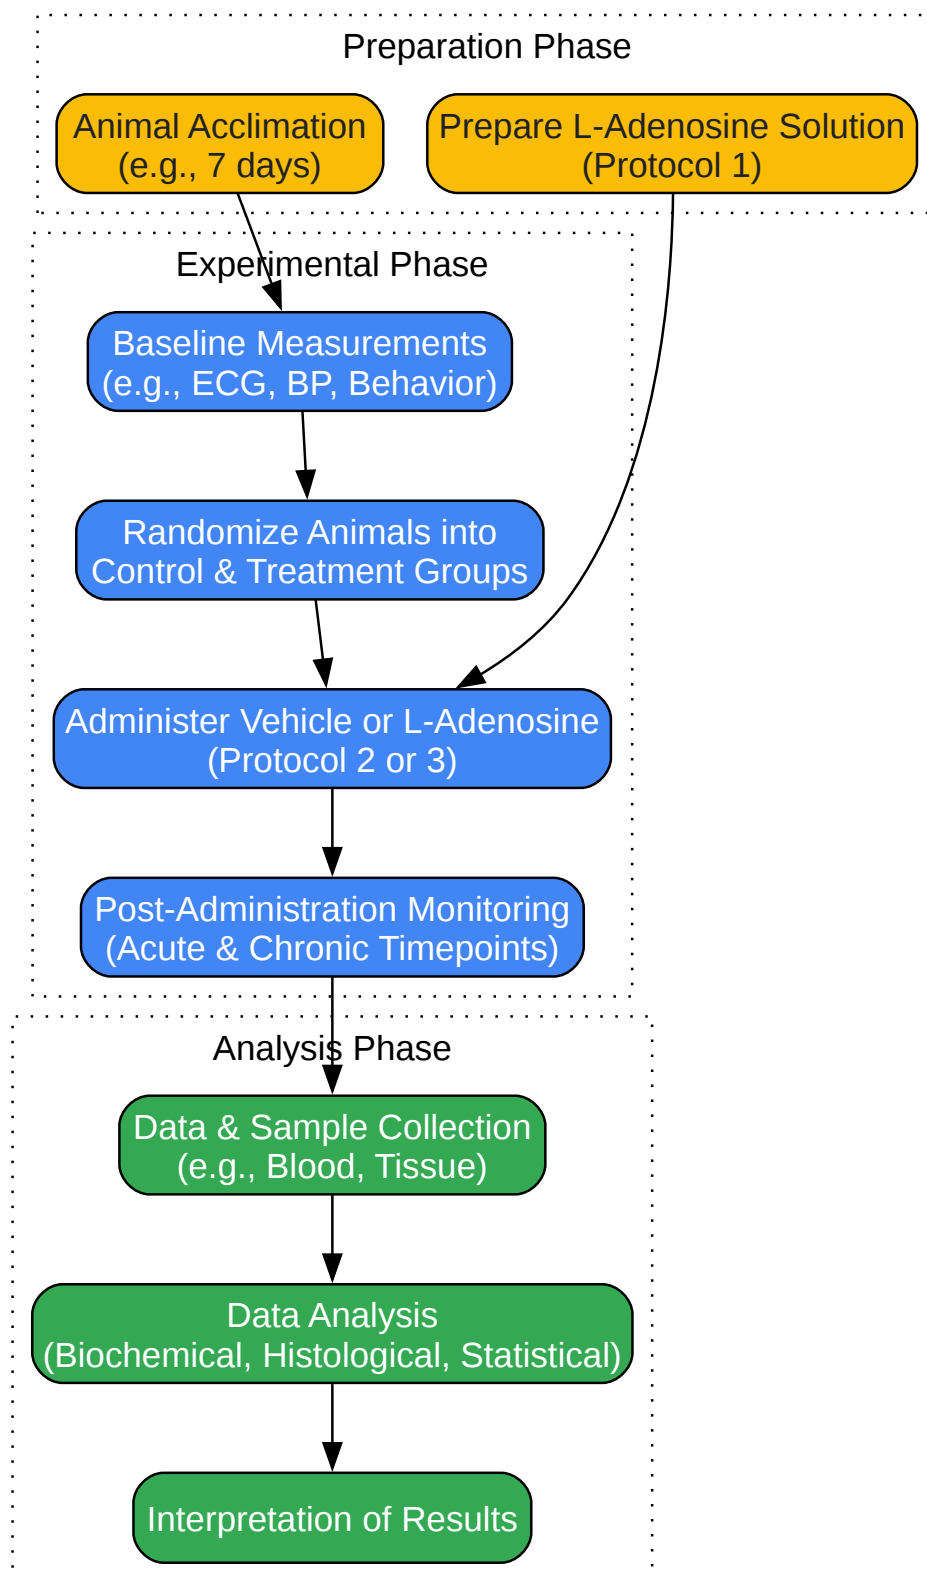 Preparation Phase
Animal Acclimation
(e.g., 7 days)
Prepare L-Adenosine Solution
(Protocol 1)
Experimental Phase
Baseline Measurements
(e.g., ECG, BP, Behavior)
Randomize Animals into
Control & Treatment Groups
Administer Vehicle or L-Adenosine
(Protocol 2 or 3)
Post-Administration Monitoring
(Acute & Chronic Timepoints)
Analysis Phase
Data & Sample Collection
(e.g., Blood, Tissue)
Data Analysis
(Biochemical, Histological, Statistical)
Interpretation of Results